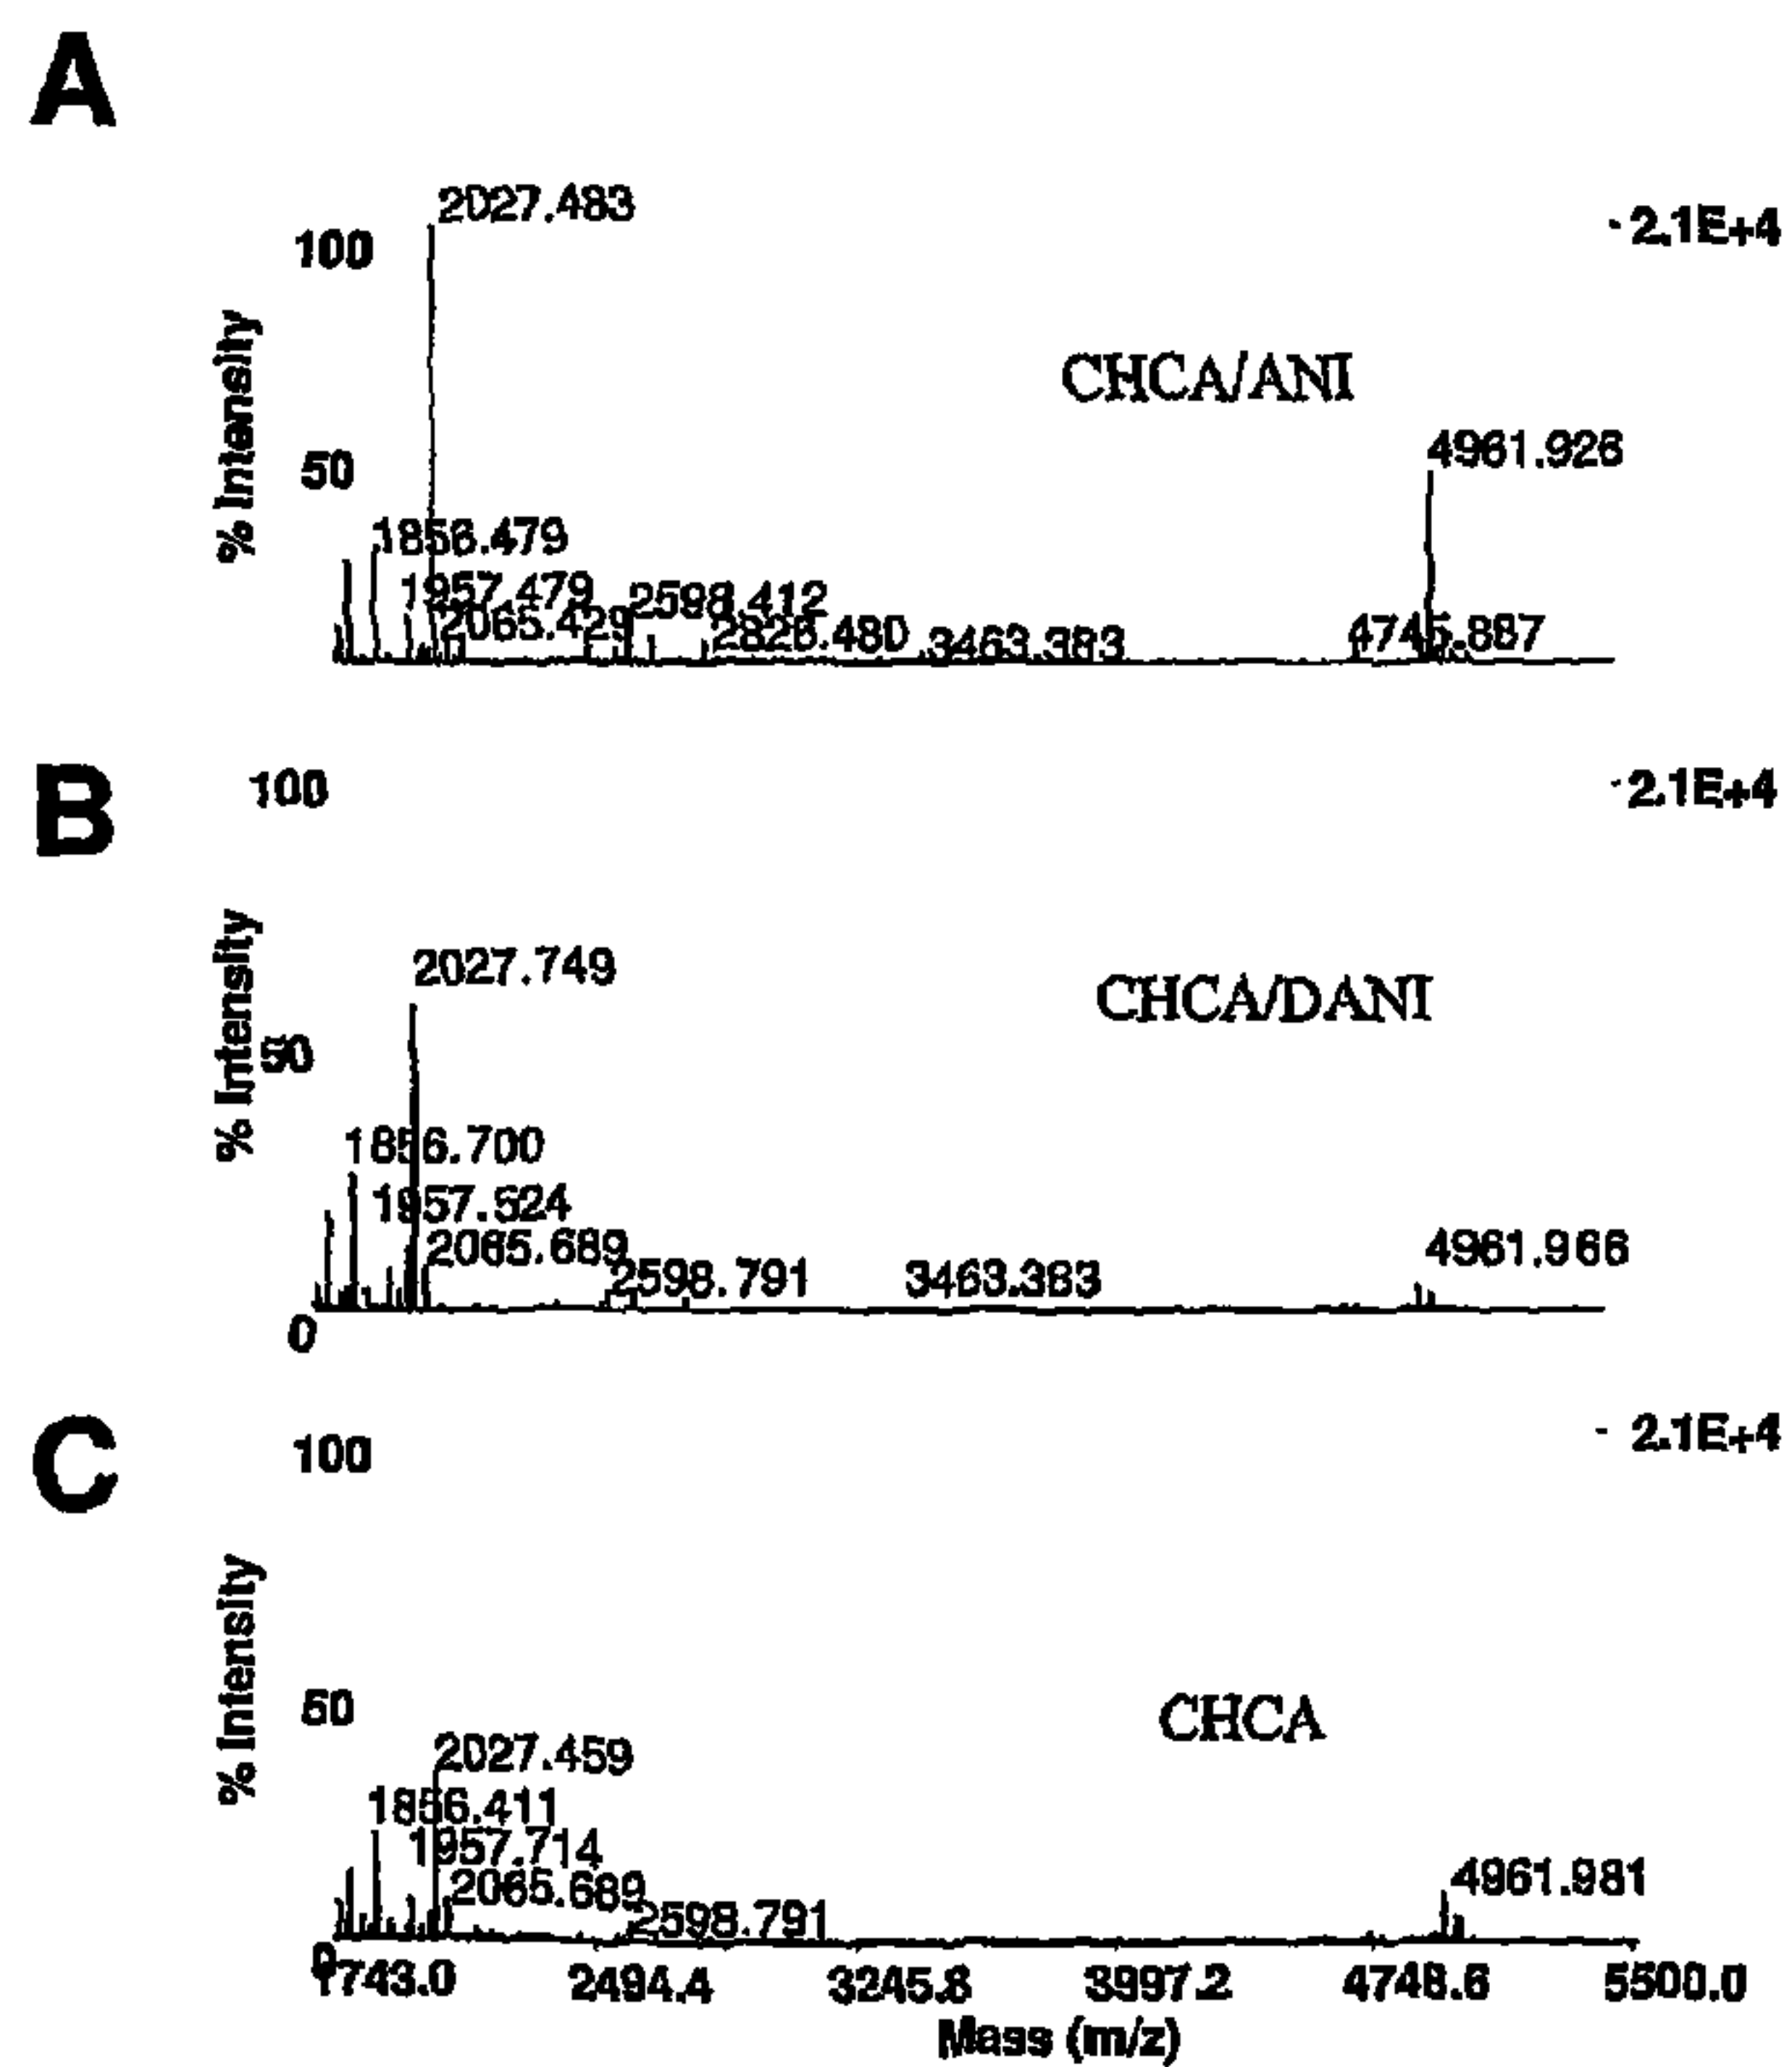 A
2027.483
100
2.1E+4
% Intensity
CHCA/ANI
4961.926
50
1856.479
1957.479
2598.412
2065.429
2826.480
3463.383
4745.887
B
100
2.1E+4
% Intensity
2027.749
CHCA/DANI
50
1856.700
1957.524
2065.689
2598.791
3463.383
4961.966
0
C
100
2.1E+4
% Intensity
50
CHCA
2027.459
1856.411
1957.714
2065.689
2598.791
4961.981
0
1743.0
2494.4
3245.8
3997.2
4748.6
5500.0
Mass (m/z)